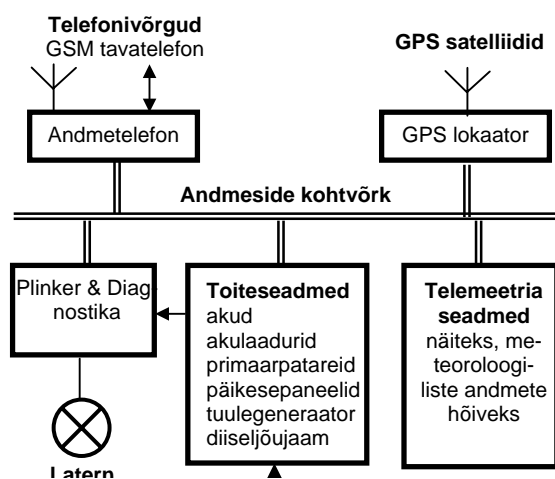 Telefonivõrgud
GSM tavatelefon
GPS satelliidid
Andmetelefon
GPS lokaator
Andmeside kohtvõrk
Plinker & Diag-
nostika
Toiteseadmed
akud
akulaadurid
primaarpatareid
päikesepaneelid
tuulegeneraator
diiseljõujaam
Telemeetria
seadmed
näiteks, me-
teoroloogi-
liste andmete
hõiveks
Latern